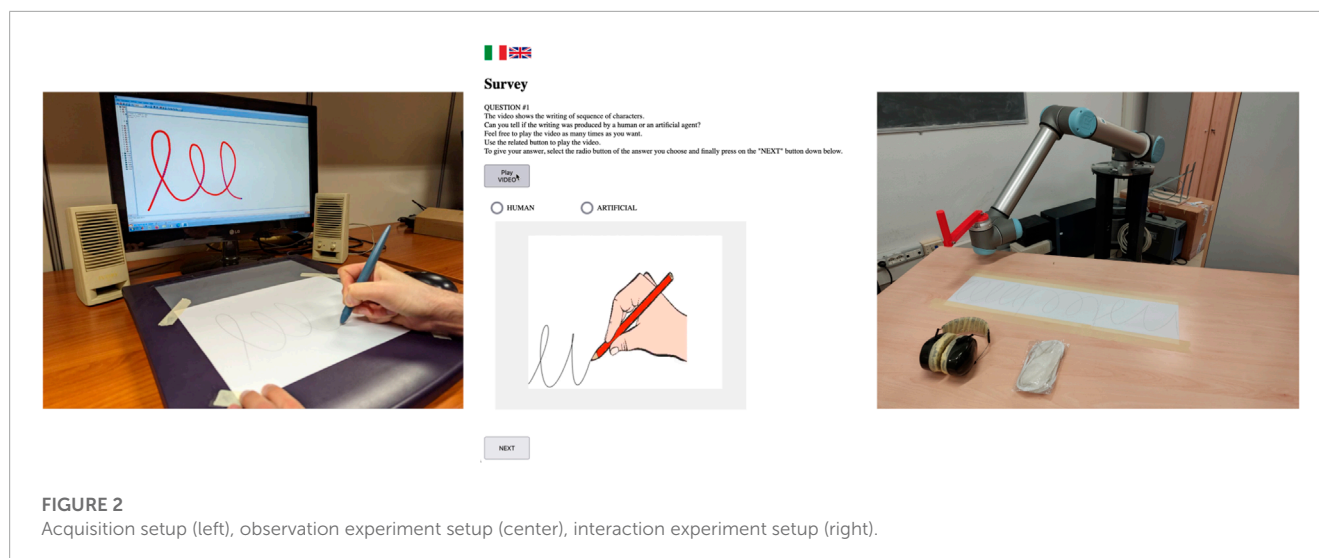 Survey
QUESTION #1
The video shows the writing of sequence of characters.
Can you tell if the writing was produced by a human or an artificial agent?
Feel free to play the video as many times as you want.
Use the related button to play the video.
To give your answer, select the radio button of the answer you choose and finally press on the "NEXT" button down below.
Play
VIDEO
HUMAN
ARTIFICIAL
NEXT
LG
FIGURE 2
Acquisition setup (left), observation experiment setup (center), interaction experiment setup (right).